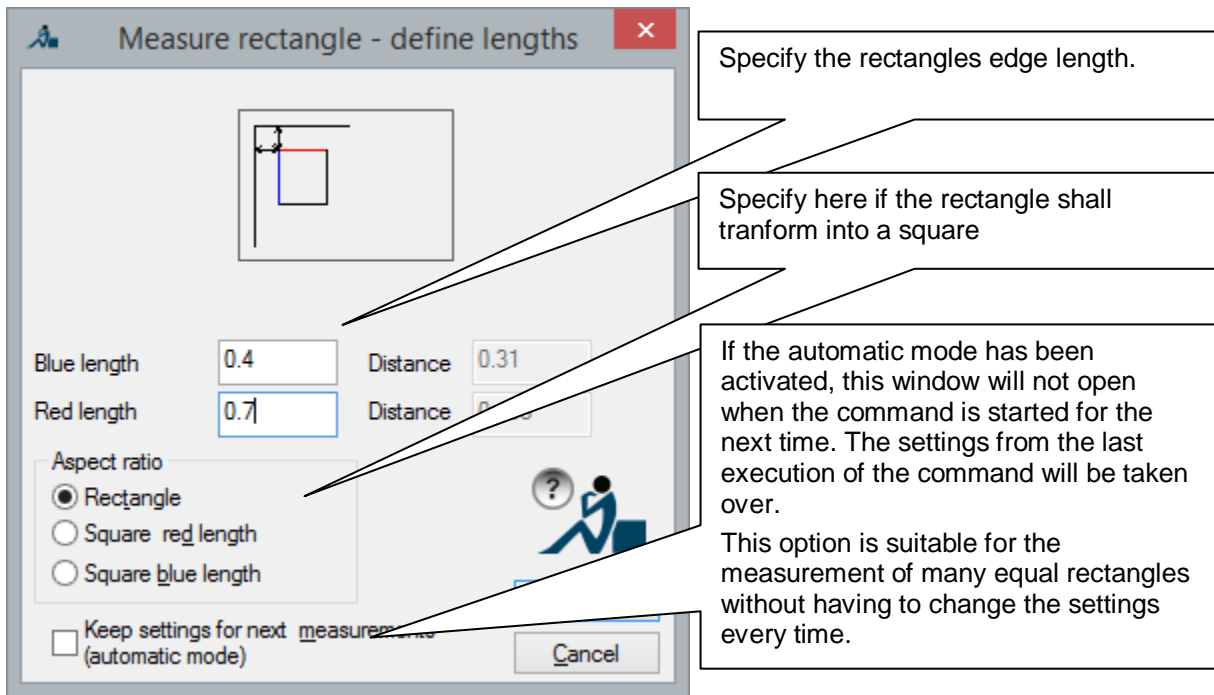 Measure rectangle - define lengths
Specify the rectangles edge length.
Specify here if the rectangle shall
tranform into a square
Blue length
0.4
Distance
0.31
Red length
0.7
Distance
Aspect ratio
Rectangle
Square red length
Square blue length
?
Keep settings for next measurements
(automatic mode)
Cancel
If the automatic mode has been
activated, this window will not open
when the command is started for the
next time. The settings from the last
execution of the command will be taken
over.
This option is suitable for the
measurement of many equal rectangles
without having to change the settings
every time.